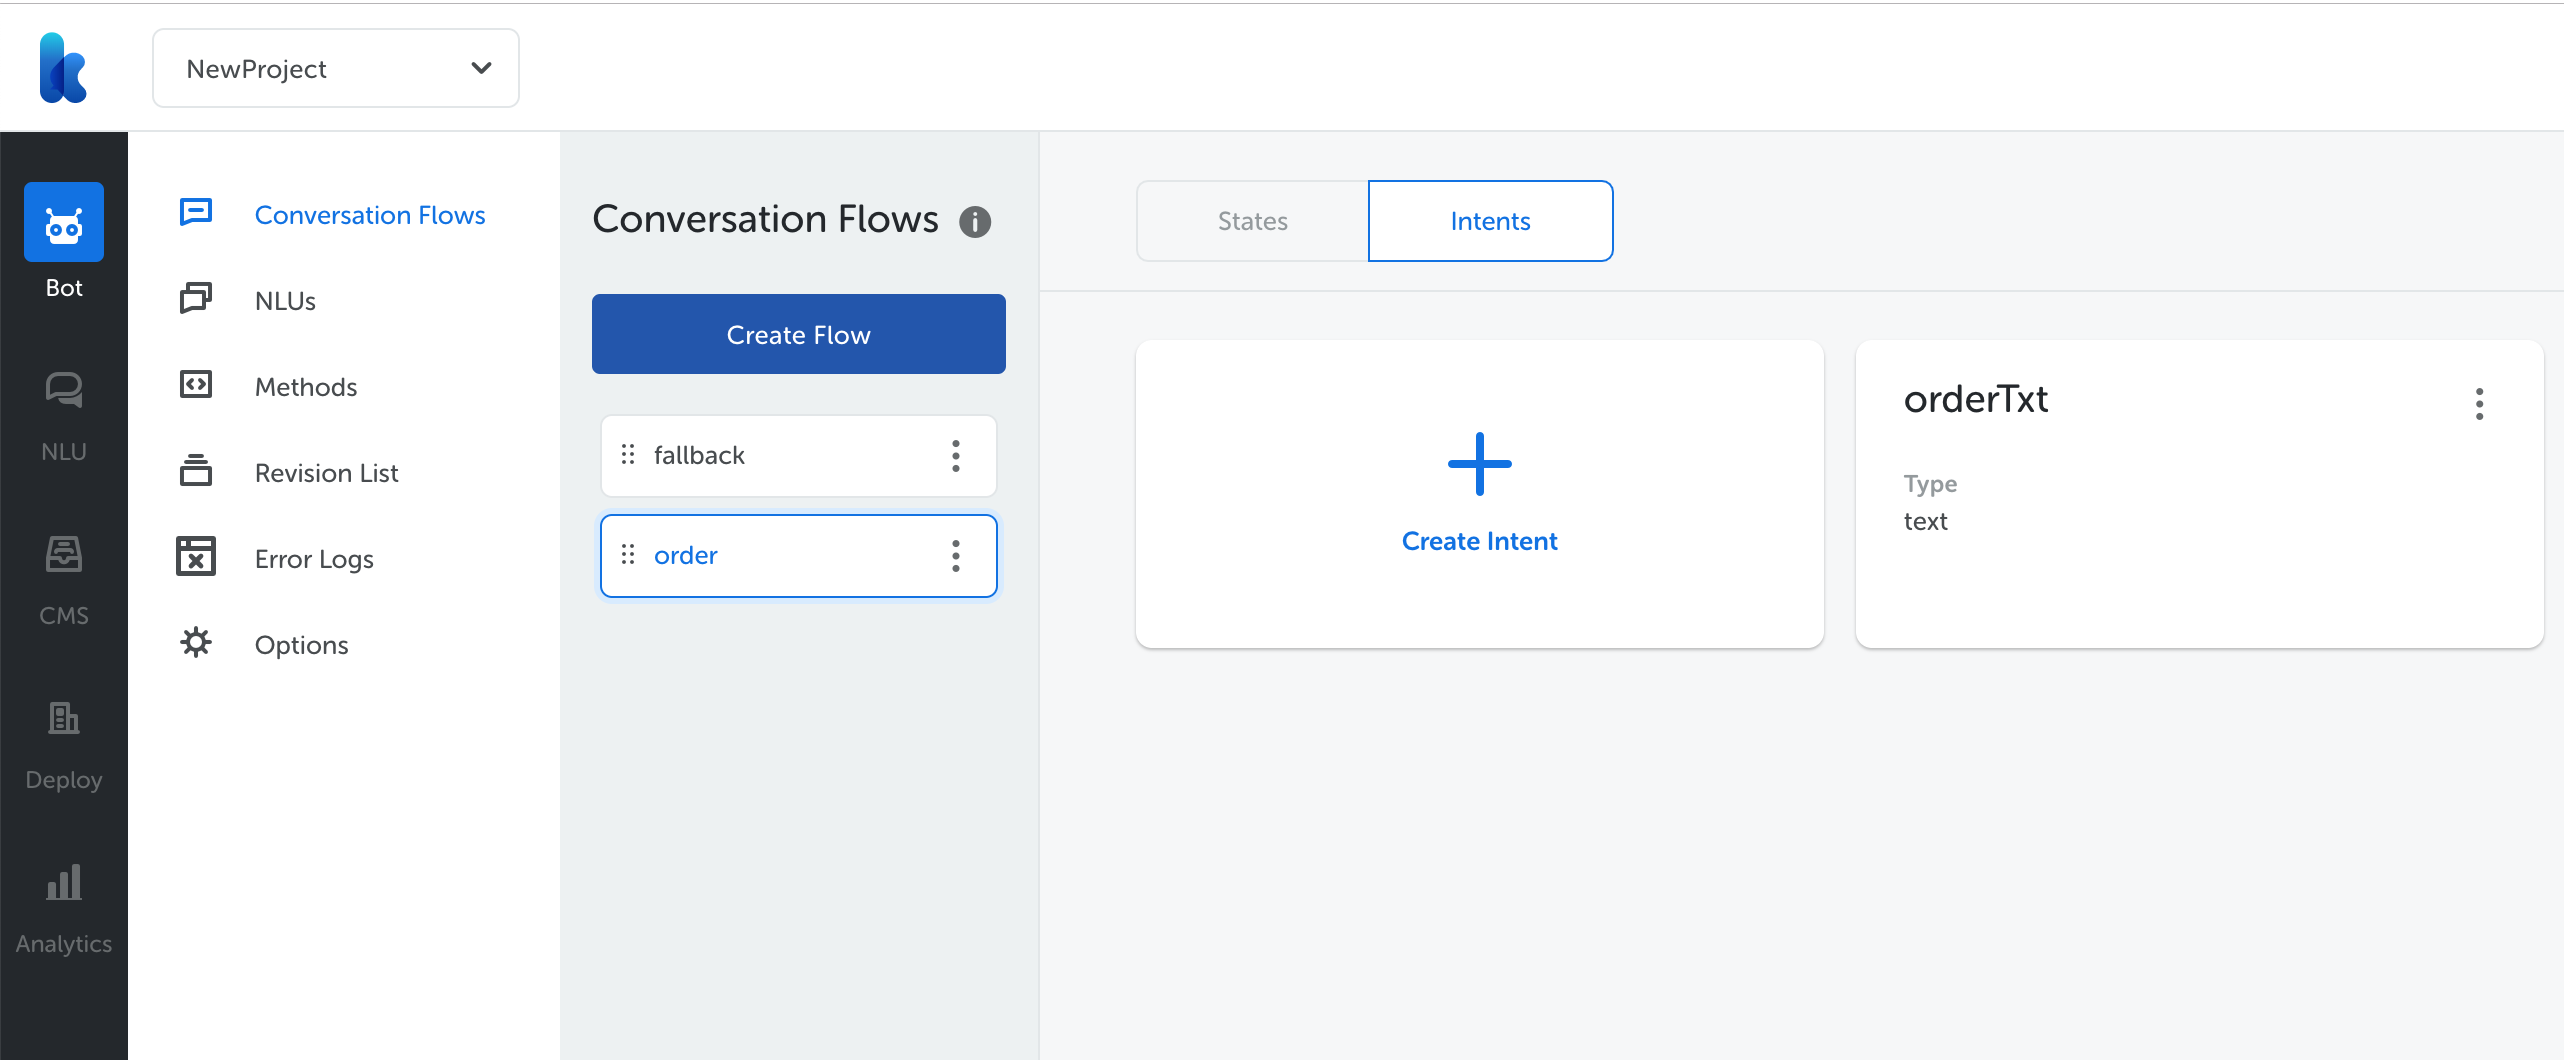 NewProject
Bot
NLU
CMS
Deploy
Analytics
Conversation Flows
NLUs
Methods
Revision List
Error Logs
Options
Conversation Flows
Create Flow
fallback
order
States
Intents
Create Intent
orderTxt
Type
text